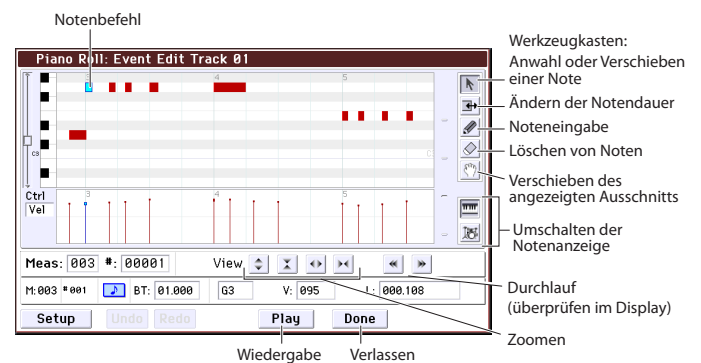 Notenbefehl
Werkzeugkasten:
Anwahl oder Verschieben
einer Note
Ändern der Notendauer
Noteneingabe
Löschen von Noten
Verschieben des
angezeigten Ausschnitts
Umschalten der
Notenanzeige
Durchlauf
(überprüfen im Display)
Zoomen
Wiedergabe Verlassen
Piano Roll: Event Edit Track 01
3 4 5
C5
Ctrl 3 4 5
Vel
Meas: 003 #: 00001 View
M:003 #001 BT: 01.000 G3 V: 095 L: 000.108
Setup Undo Redo Play Done